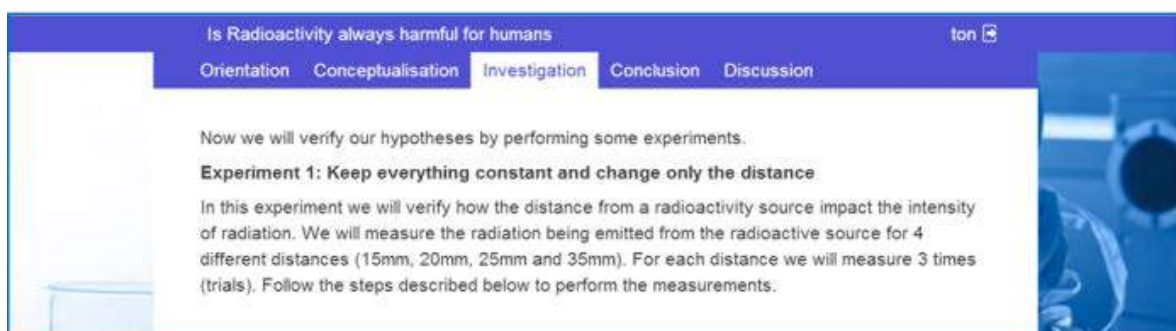 Is Radioactivity always harmful for humans
ton
Orientation Conceptualisation Investigation Conclusion Discussion
Now we will verify our hypotheses by performing some experiments.
Experiment 1: Keep everything constant and change only the distance
In this experiment we will verify how the distance from a radioactivity source impact the intensity
of radiation. We will measure the radiation being emitted from the radioactive source for 4
different distances (15mm, 20mm, 25mm and 35mm). For each distance we will measure 3 times
(trials). Follow the steps described below to perform the measurements.